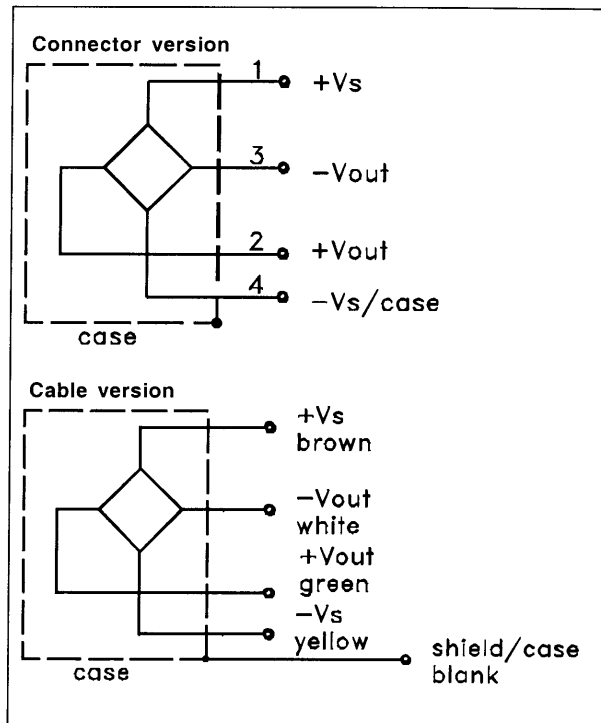 Connector version
1 +Vs
3 -Vout
2 +Vout
4 -Vs/case
case
Cable version
+Vs
brown
-Vout
white
+Vout
green
-Vs
yellow
shield/case
blank
case